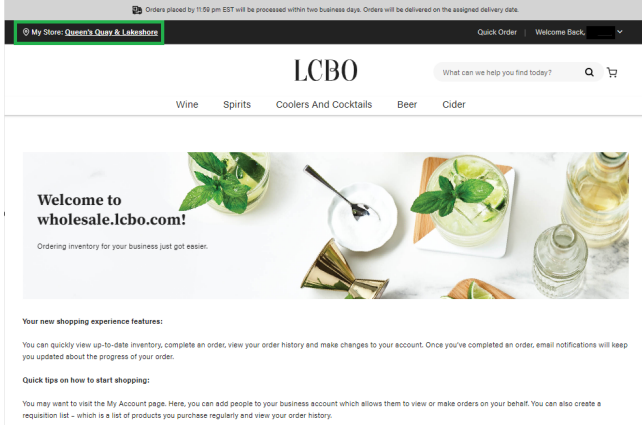 Orders placed by 11:59 pm EST will be processed within two business days. Orders will be delivered on the assigned delivery date.
My Store: Queen's Quay & Lakeshore
Quick Order | Welcome Back,
LCBO
What can we help you find today?
Wine Spirits Coolers And Cocktails Beer Cider
Welcome to
wholesale.lcbo.com!
Ordering inventory for your business just got easier.
Your new shopping experience features:
You can quickly view up-to-date inventory, complete an order, view your order history and make changes to your account. Once you've completed an order, email notifications will keep
you updated about the progress of your order.
Quick tips on how to start shopping:
You may want to visit the My Account page. Here, you can add people to your business account which allows them to view or make orders on your behalf. You can also create a
requisition list – which is a list of products you purchase regularly and view your order history.